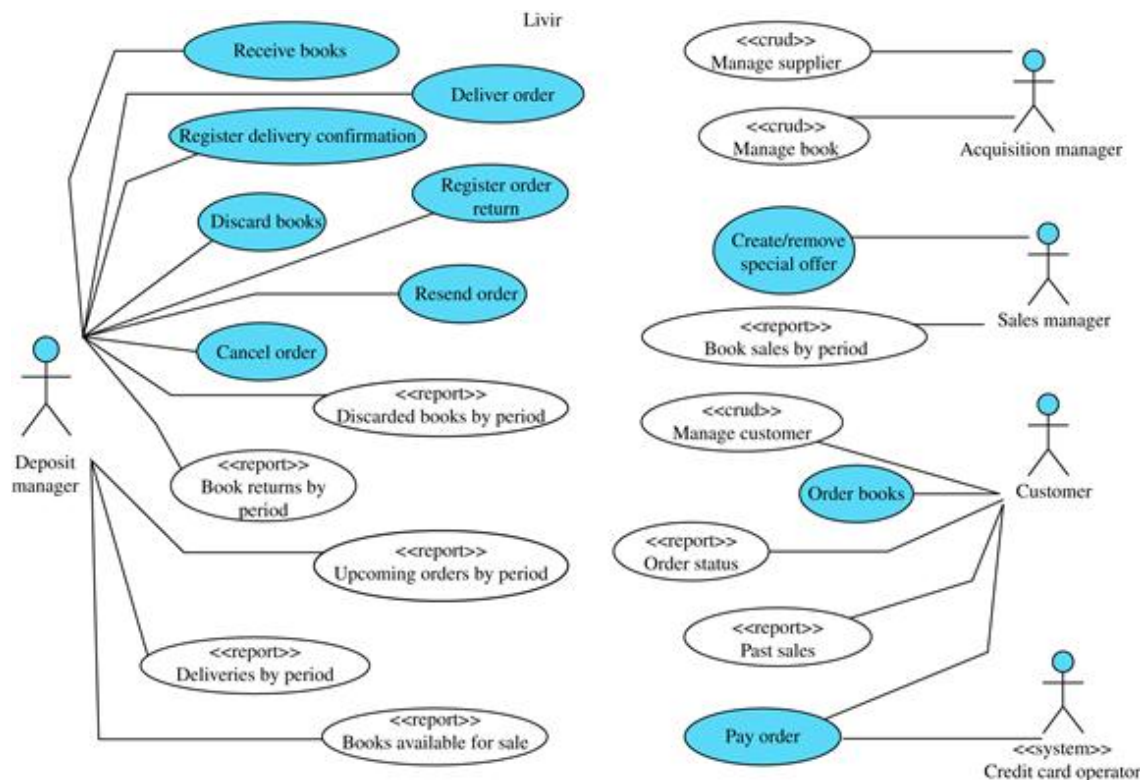 Livir
Receive books
Deliver order
Register delivery confirmation
Register order
return
Discard books
Resend order
Cancel order
<<report>>
Discarded books by period
Deposit
manager
<<report>>
Book returns by
period
<<report>>
Upcoming orders by period
<<report>>
Deliveries by period
<<report>>
Books available for sale
<<crud>>
Manage supplier
<<crud>>
Manage book
Acquisition manager
Create/remove
special offer
Sales manager
<<report>>
Book sales by period
<<crud>>
Manage customer
Order books
Customer
<<report>>
Order status
<<report>>
Past sales
Pay order
<<system>>
Credit card operator